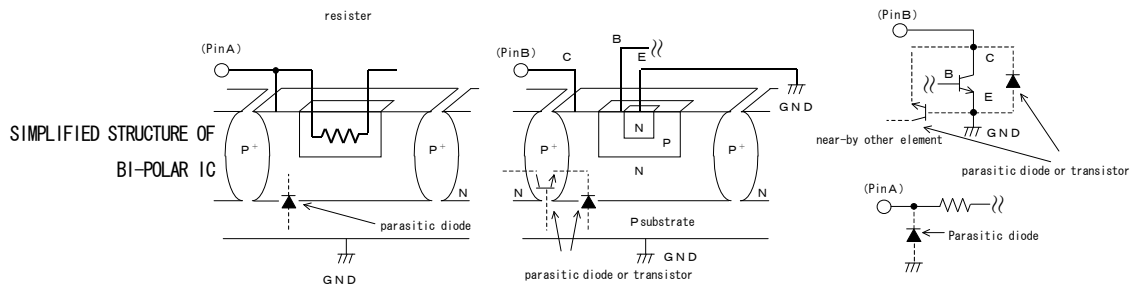 resister
(PinA)
SIMPLIFIED STRUCTURE OF
BI-POLAR IC
P+
P+
N
parasitic diode
GND
(PinB)
C
B
E
GND
P+
N
P
N
P+
N
N
P substrate
GND
parasitic diode or transistor
(PinB)
C
B
E
GND
near-by other element
parasitic diode or transistor
(PinA)
Parasitic diode